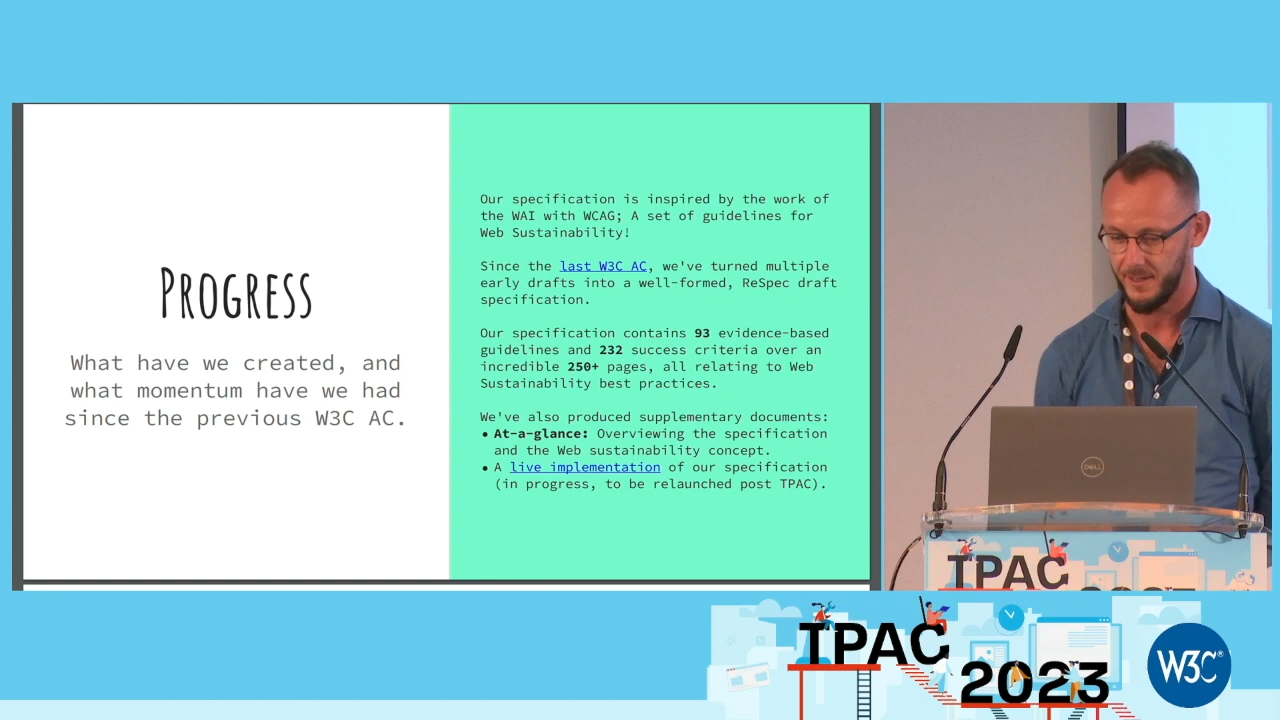 Progress
What have we created, and
what momentum have we had
since the previous W3C AC.
Our specification is inspired by the work of
the WAI with WCAG; A set of guidelines for
Web Sustainability!
Since the last W3C AC, we've turned multiple
early drafts into a well-formed, ReSpec draft
specification.
Our specification contains 93 evidence-based
guidelines and 232 success criteria over an
incredible 250+ pages, all relating to Web
Sustainability best practices.
We've also produced supplementary documents:
• At-a-glance: Overviewing the specification
and the Web sustainability concept.
• A live implementation of our specification
(in progress, to be relaunched post TPAC).
DELL
TPAC
TPAC
2023
W3C®